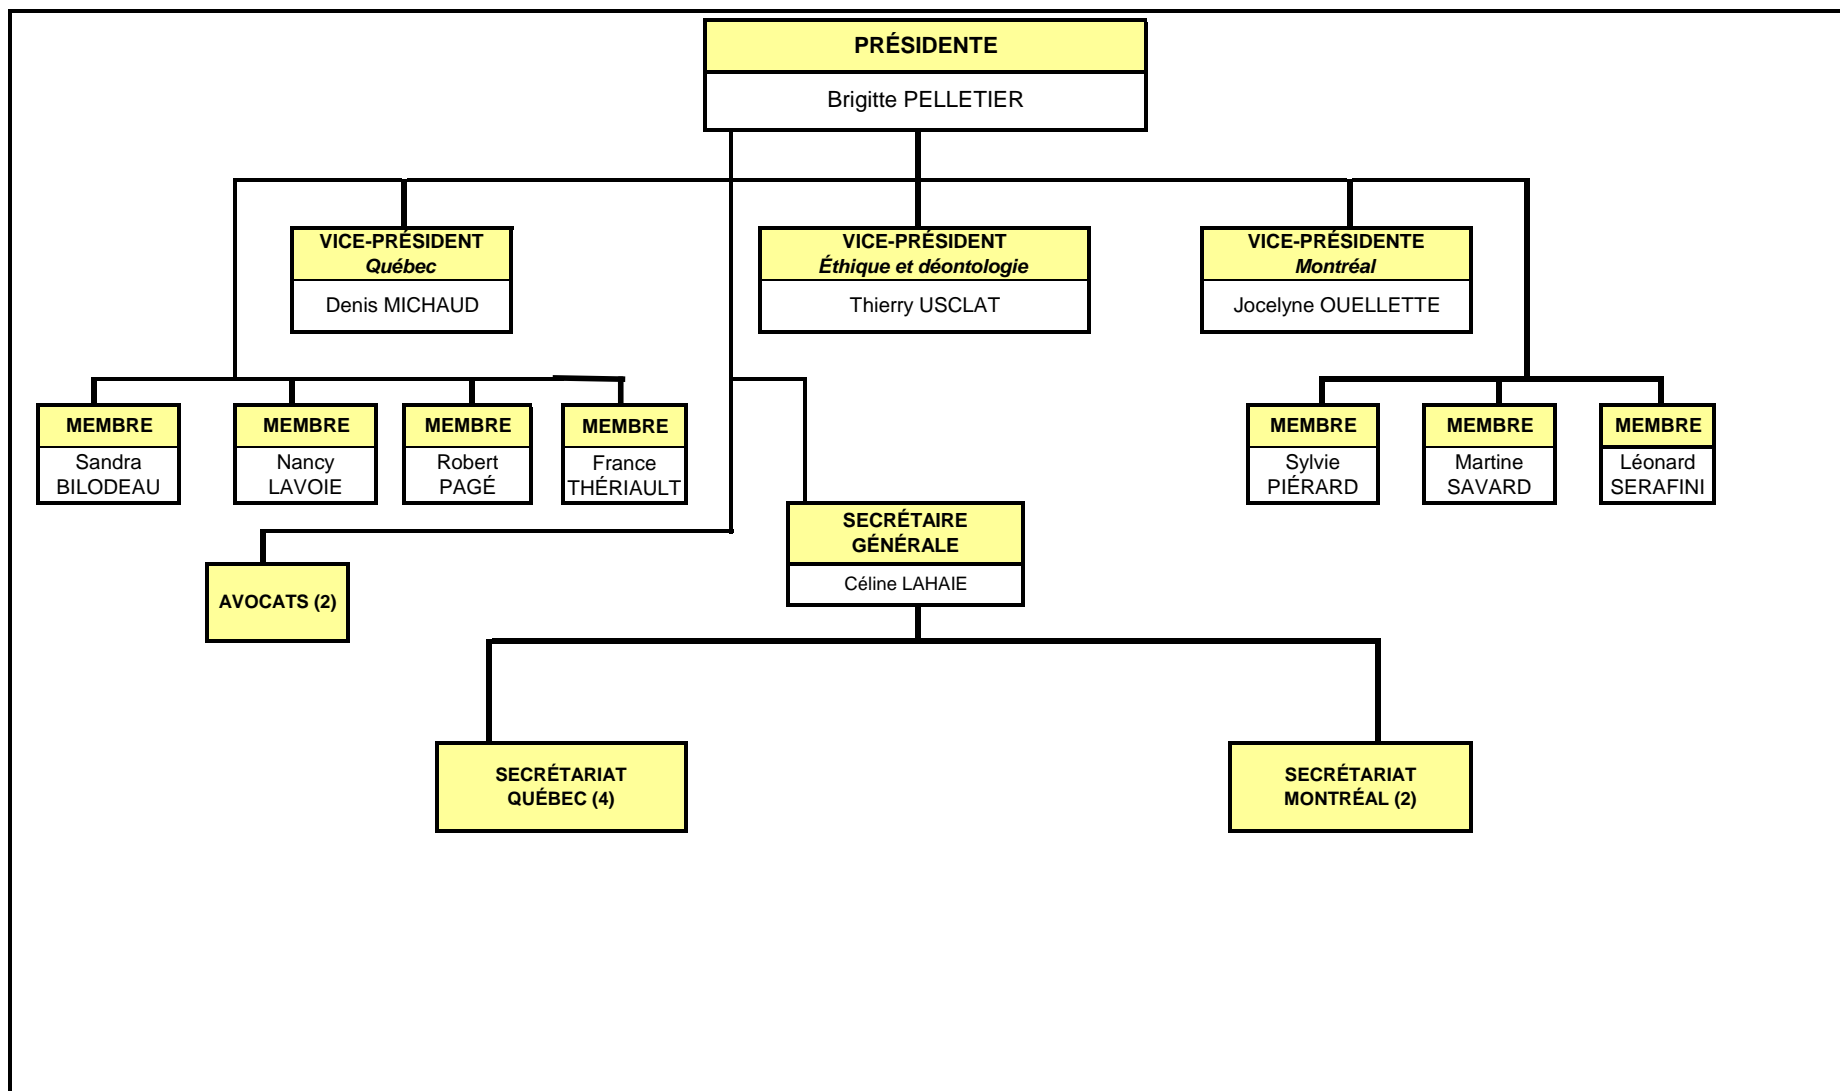 PRÉSIDENTE
Brigitte PELLETIER
VICE-PRÉSIDENT
Québec
Denis MICHAUD
VICE-PRÉSIDENT
Éthique et déontologie
Thierry USCLAT
VICE-PRÉSIDENTE
Montréal
Jocelyne OUELLETTE
MEMBRE
Sandra
BILODEAU
MEMBRE
Nancy
LAVOIE
MEMBRE
Robert
PAGÉ
MEMBRE
France
THÉRIAULT
MEMBRE
Sylvie
PIÉRARD
MEMBRE
Martine
SAVARD
MEMBRE
Léonard
SERAFINI
SECRÉTAIRE
GÉNÉRALE
Céline LAHAIE
AVOCATS (2)
SECRÉTARIAT
QUÉBEC (4)
SECRÉTARIAT
MONTRÉAL (2)